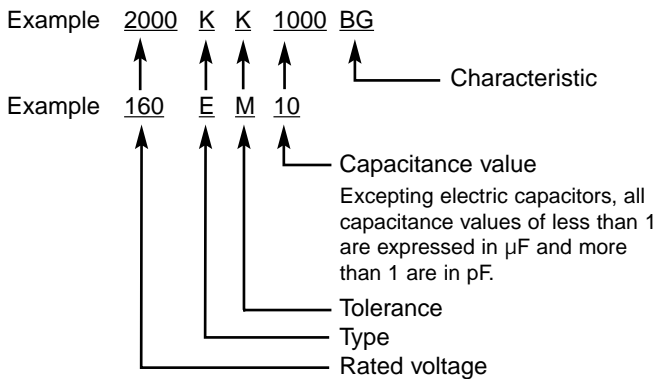 Example 2000 K K 1000 BG
Characteristic
Example 160 E M 10
Capacitance value
Excepting electric capacitors, all
capacitance values of less than 1
are expressed in µF and more
than 1 are in pF.
Tolerance
Type
Rated voltage